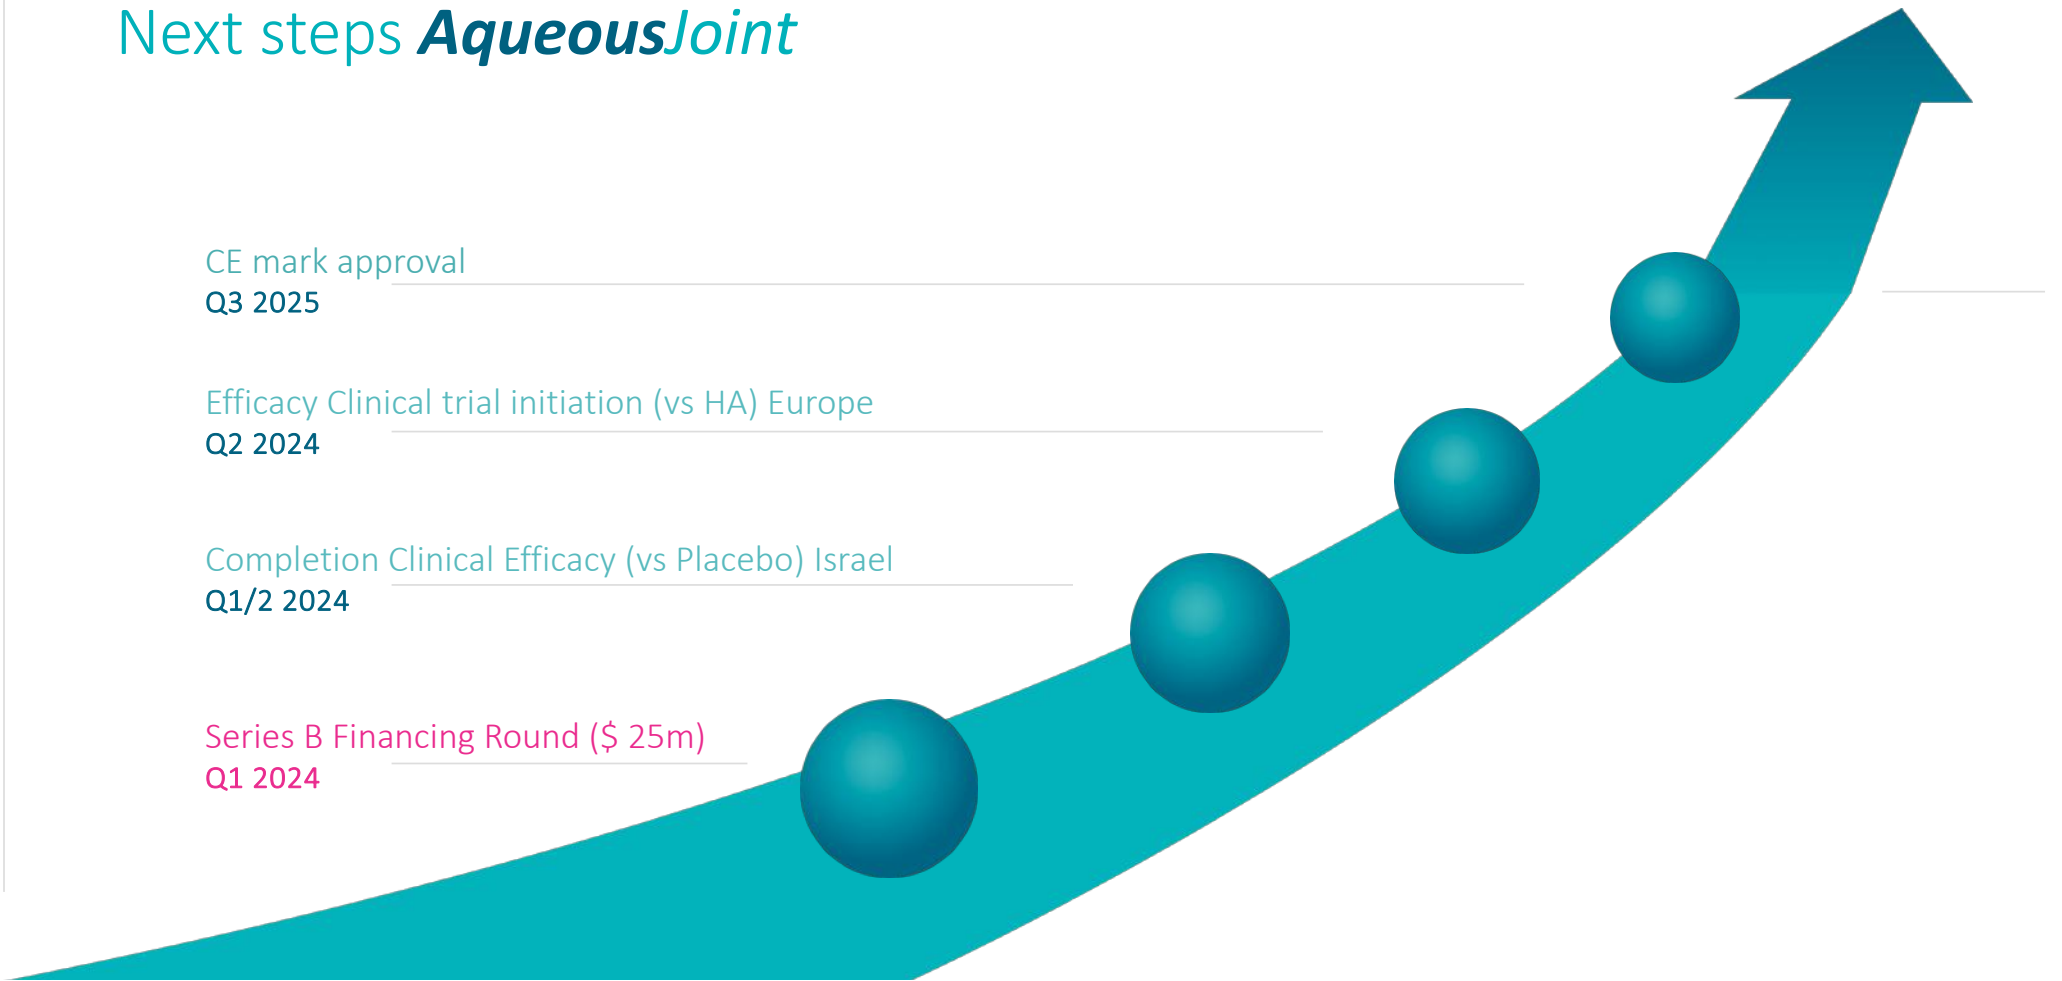 Next steps AqueousJoint
CE mark approval
Q3 2025
Efficacy Clinical trial initiation (vs HA) Europe
Q2 2024
Completion Clinical Efficacy (vs Placebo) Israel
Q1/2 2024
Series B Financing Round ($ 25m)
Q1 2024